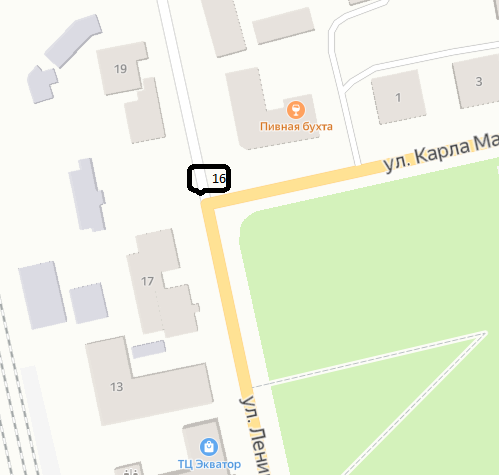 19
1
3
Пивная бухта
ул. Карла Ма
16
17
13
ул. Лени
ТЦ Экватор